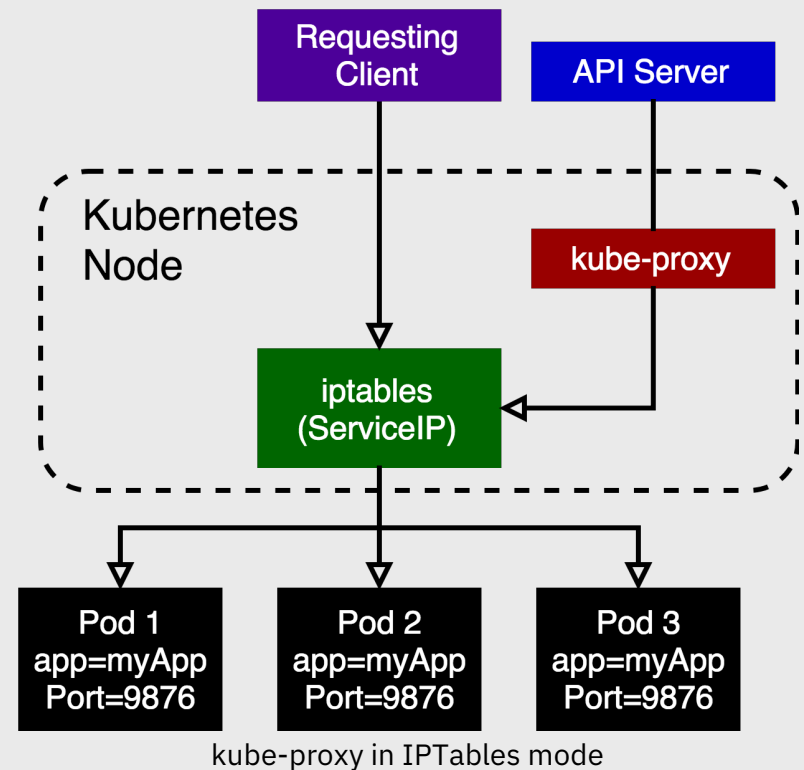 Requesting
Client
API Server
Kubernetes
Node
kube-proxy
iptables
(ServiceIP)
Pod 1
app=myApp
Port=9876
Pod 2
app=myApp
Port=9876
Pod 3
app=myApp
Port=9876
kube-proxy in IPTables mode